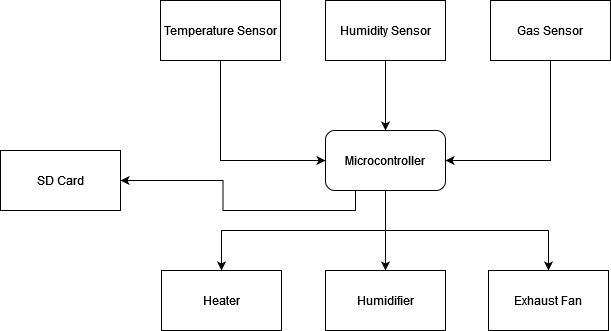 Temperature Sensor
Humidity Sensor
Gas Sensor
Microcontroller
SD Card
Heater
Humidifier
Exhaust Fan